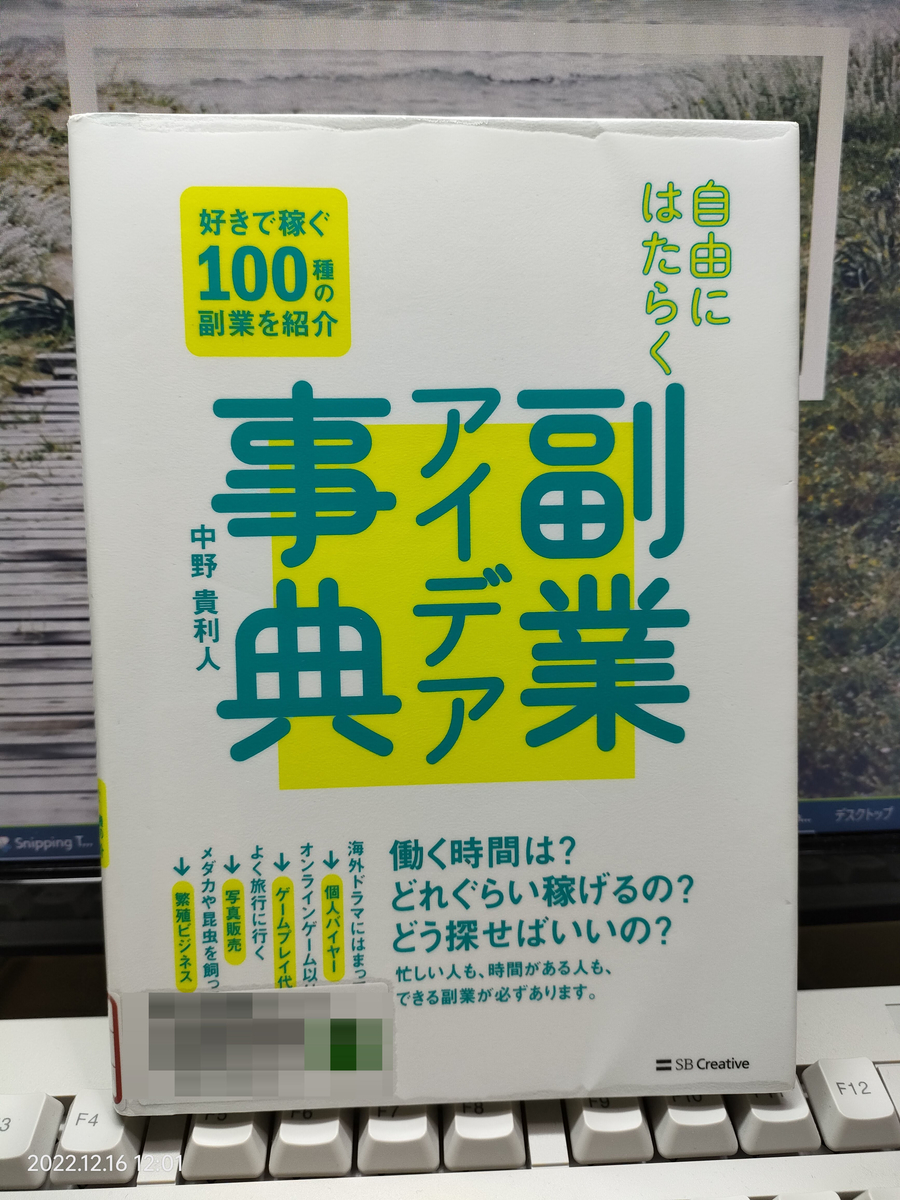 自由に
はたらく
副業
アイデア
事典
中野 貴利人
好きで稼ぐ
100種の
副業を紹介
働く時間は?
どれぐらい稼げるの?
どう探せばいいの?
忙しい人も、時間がある人も、
できる副業が必ずあります。
海外ドラマにはまっ
↓個人バイヤー
オンラインゲーム以
↓ゲームプレイ代
よく旅行に行く
↓写真販売
メダカや昆虫を飼っ
↓繁殖ビジネス
SB Creative
Snipping T...
デスクトップ
F4
F5
F6
F7
F8
F9
F10
F11
F12
2022.12.16 12:01